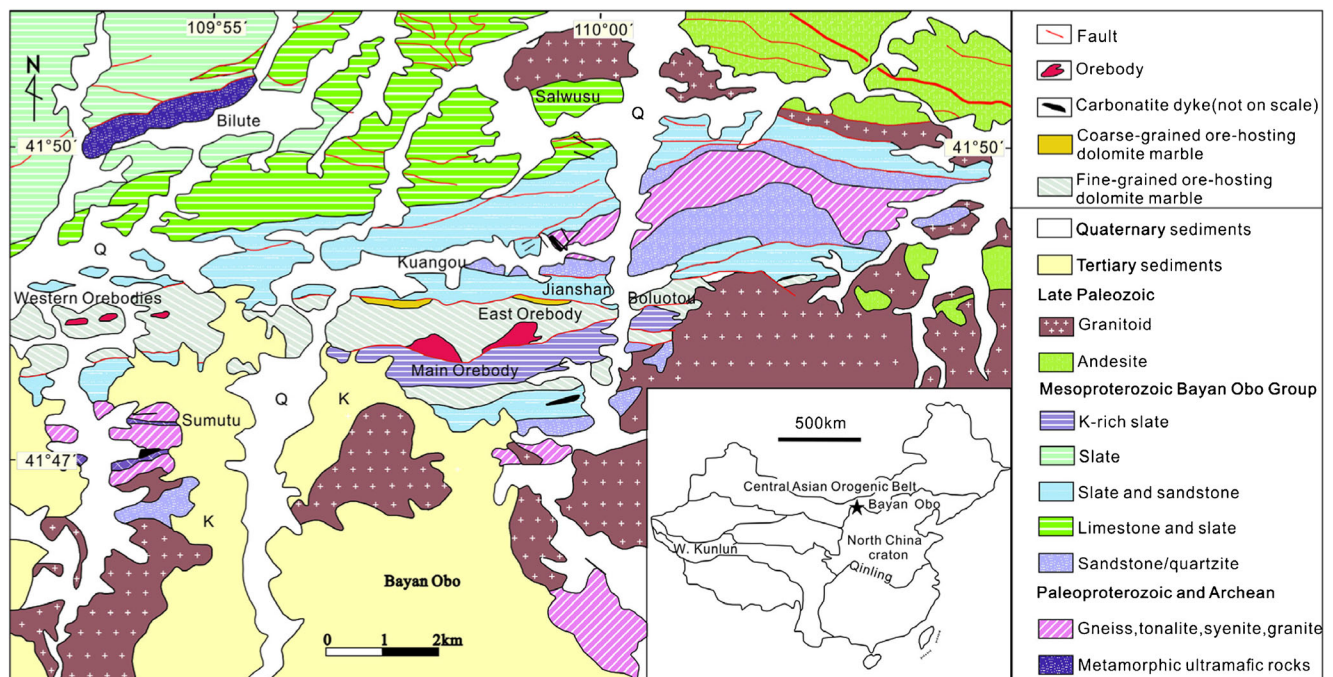 109°55′
110°00′
N
Salwusu
Bilute
Q
41°50′
41°50′
Q
Kuangou
Western Orebodies
Jianshan
Boluotou
East Orebody
Main Orebody
Q
K
Sumutu
41°47′
K
Bayan Obo
0 1 2km
500km
Central Asian Orogenic Belt
Bayan Obo
North China
craton
W. Kunlun
Qinling
Fault
Orebody
Carbonatite dyke(not on scale)
Coarse-grained ore-hosting
dolomite marble
Fine-grained ore-hosting
dolomite marble
Quaternary sediments
Tertiary sediments
Late Paleozoic
Granitoid
Andesite
Mesoproterozoic Bayan Obo Group
K-rich slate
Slate
Slate and sandstone
Limestone and slate
Sandstone/quartzite
Paleoproterozoic and Archean
Gneiss,tonalite,syenite,granite
Metamorphic ultramafic rocks